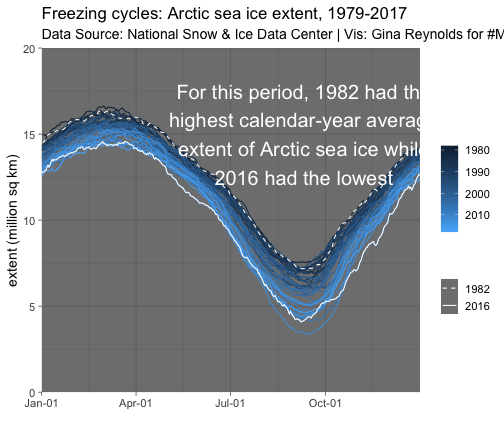 Freezing cycles: Arctic sea ice extent, 1979-2017
Data Source: National Snow & Ice Data Center | Vis: Gina Reynolds for #M
For this period, 1982 had th
highest calendar-year averag
extent of Arctic sea ice whil
2016 had the lowest
extent (million sq km)
20
15
10
5
0
Jan-01 Apr-01 Jul-01 Oct-01
1980
1990
2000
2010
1982
2016